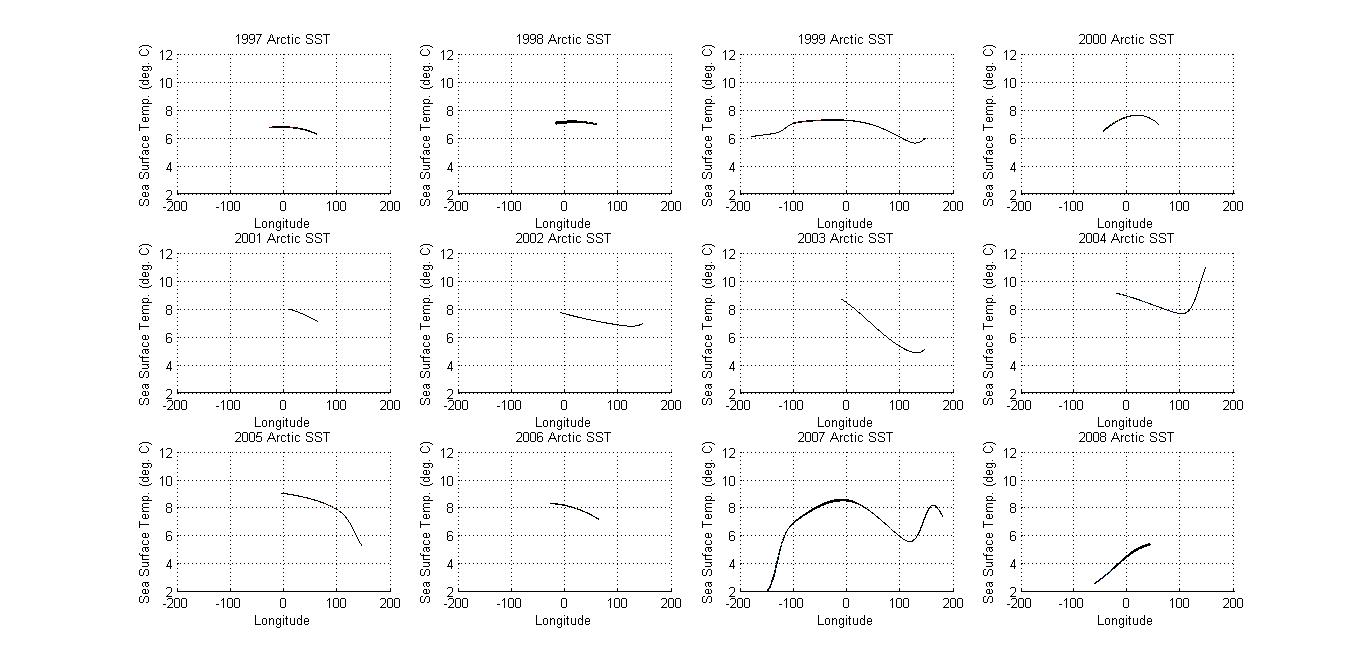 1997 Arctic SST 1998 Arctic SST 1999 Arctic SST 2000 Arctic SST
Sea Surface Temp. (deg. C) Sea Surface Temp. (deg. C) Sea Surface Temp. (deg. C) Sea Surface Temp. (deg. C)
12 12 12 12
10 10 10 10
8 8 8 8
6 6 6 6
4 4 4 4
2 2 2 2
-200 -100 0 100 200 -200 -100 0 100 200 -200 -100 0 100 200 -200 -100 0 100 200
Longitude Longitude Longitude Longitude
2001 Arctic SST 2002 Arctic SST 2003 Arctic SST 2004 Arctic SST
Sea Surface Temp. (deg. C) Sea Surface Temp. (deg. C) Sea Surface Temp. (deg. C) Sea Surface Temp. (deg. C)
12 12 12 12
10 10 10 10
8 8 8 8
6 6 6 6
4 4 4 4
2 2 2 2
-200 -100 0 100 200 -200 -100 0 100 200 -200 -100 0 100 200 -200 -100 0 100 200
Longitude Longitude Longitude Longitude
2005 Arctic SST 2006 Arctic SST 2007 Arctic SST 2008 Arctic SST
Sea Surface Temp. (deg. C) Sea Surface Temp. (deg. C) Sea Surface Temp. (deg. C) Sea Surface Temp. (deg. C)
12 12 12 12
10 10 10 10
8 8 8 8
6 6 6 6
4 4 4 4
2 2 2 2
-200 -100 0 100 200 -200 -100 0 100 200 -200 -100 0 100 200 -200 -100 0 100 200
Longitude Longitude Longitude Longitude